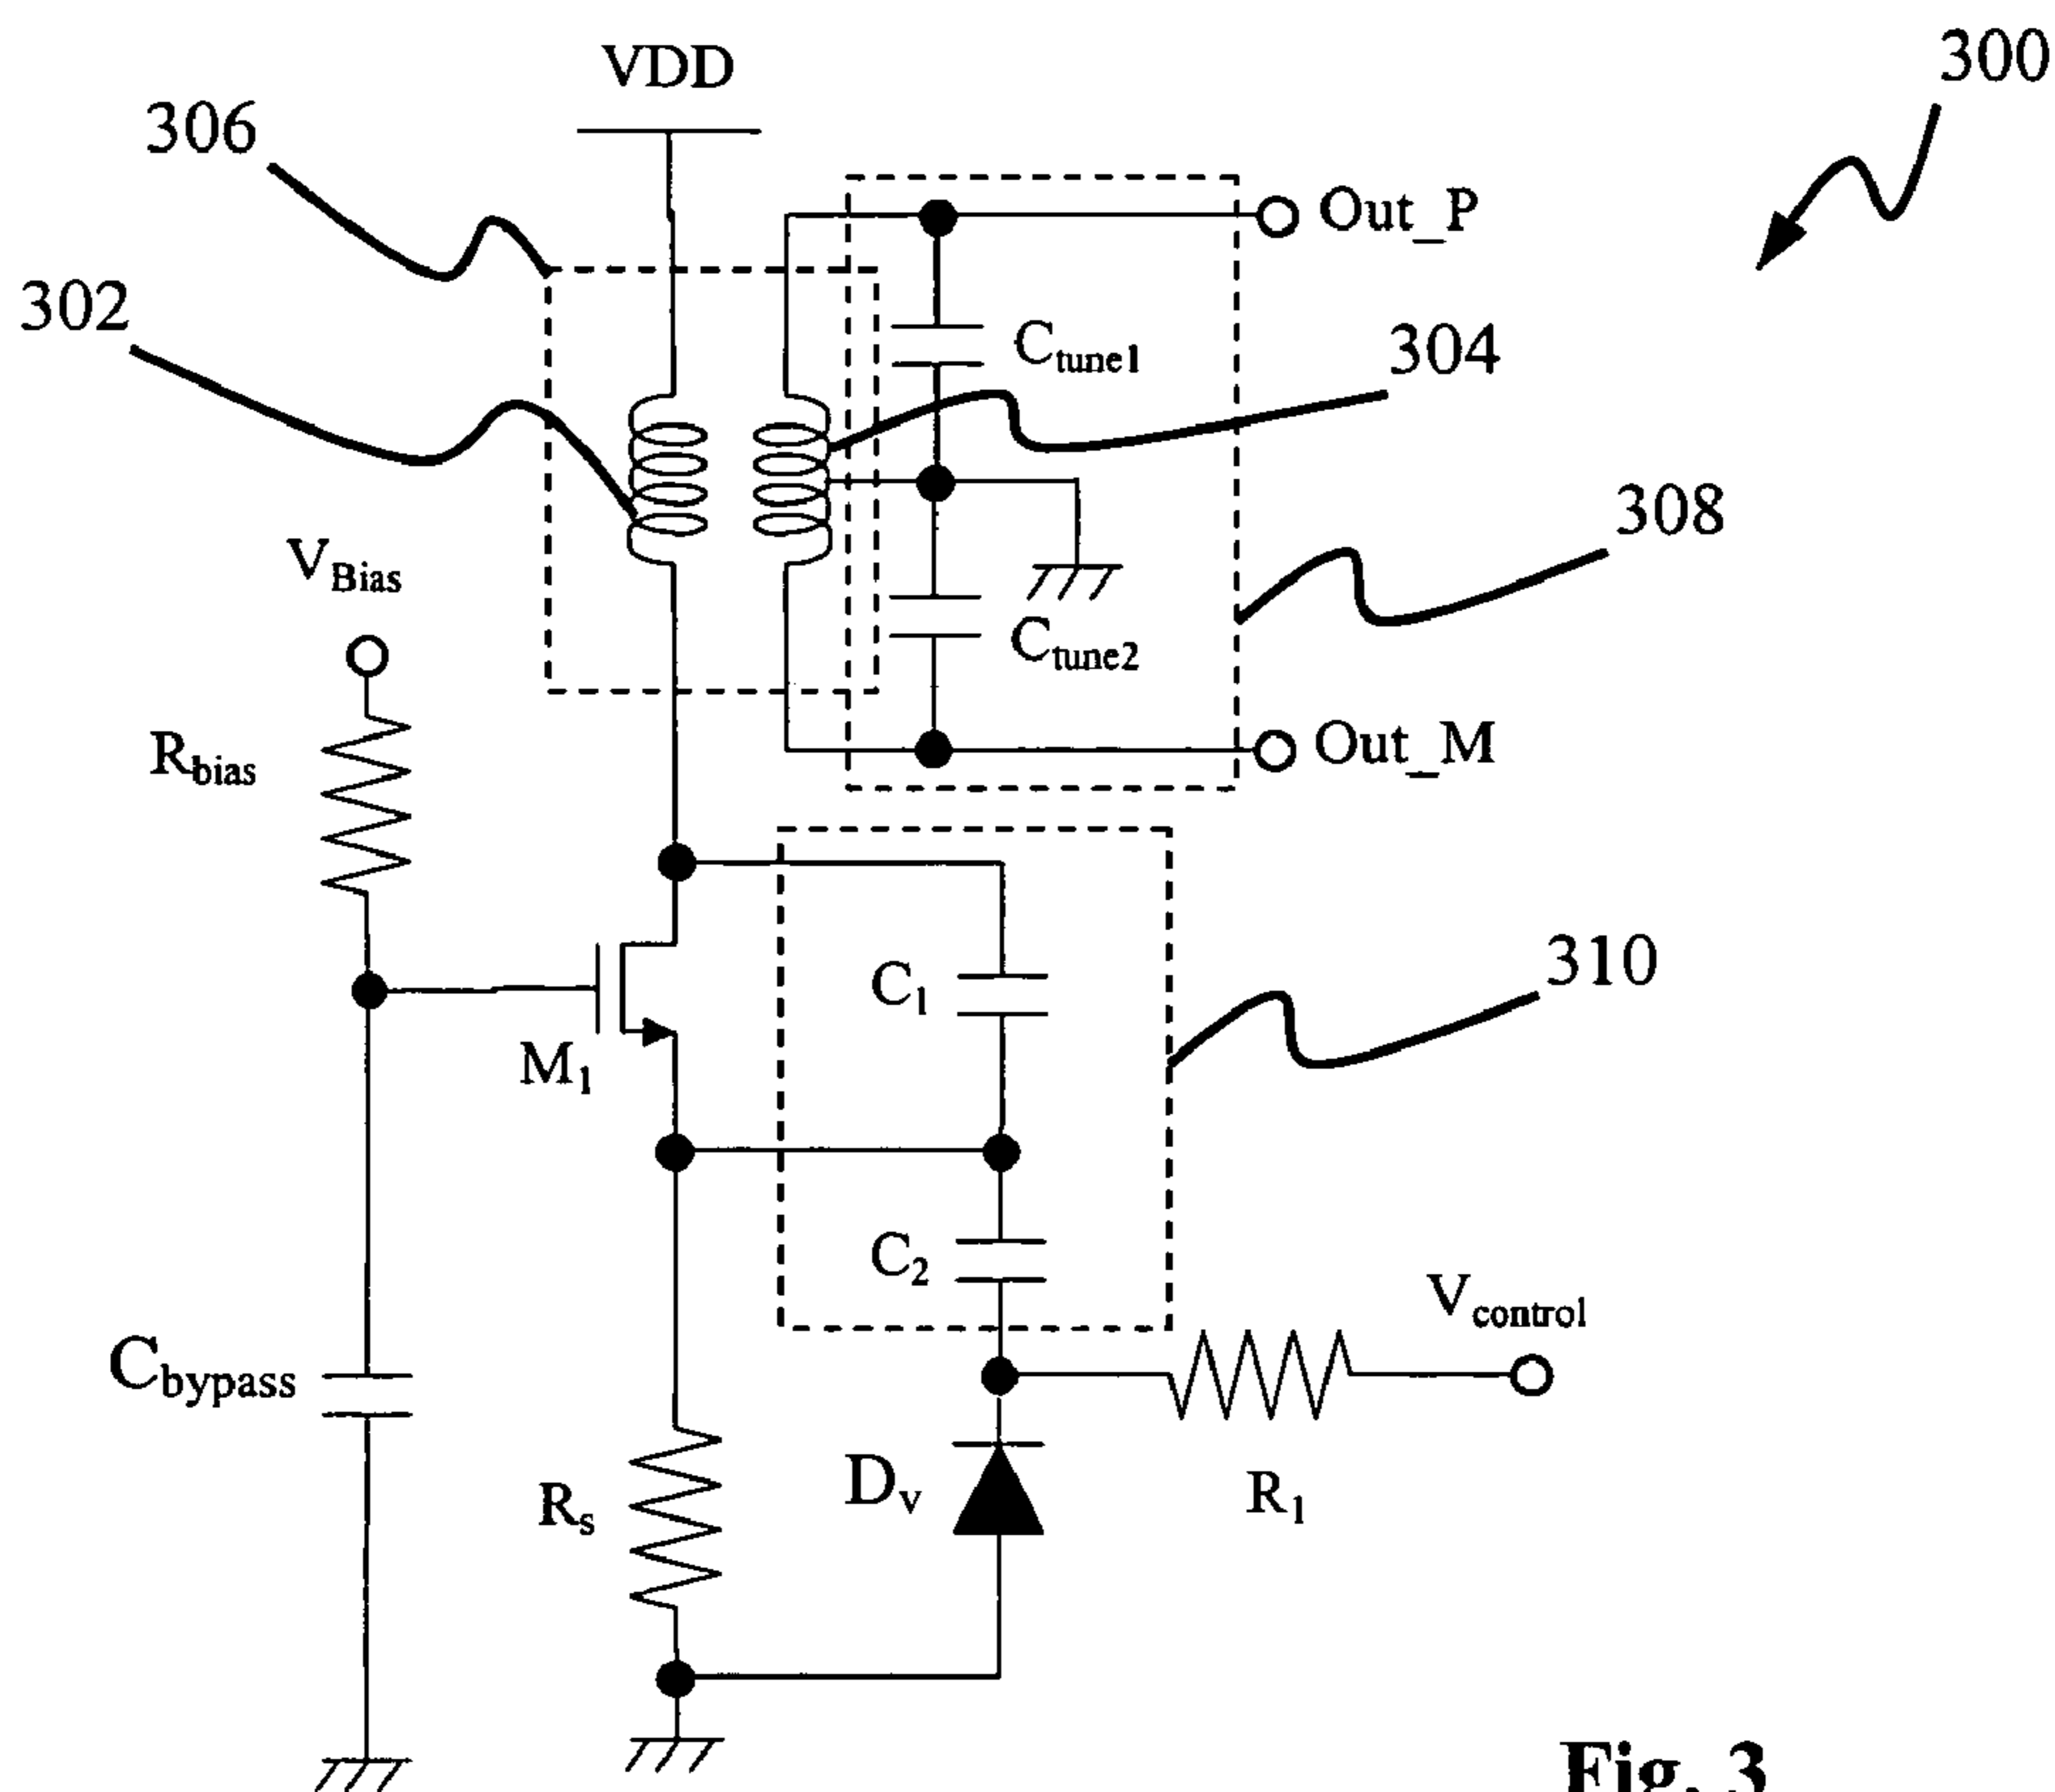 300
VDD
306
Out_P
302
Ctune1
304
308
VBias
Ctune2
Rbias
Out_M
310
C1
M1
C2
Vcontrol
Cbypass
Rs
Dv
R1
Fig. 3